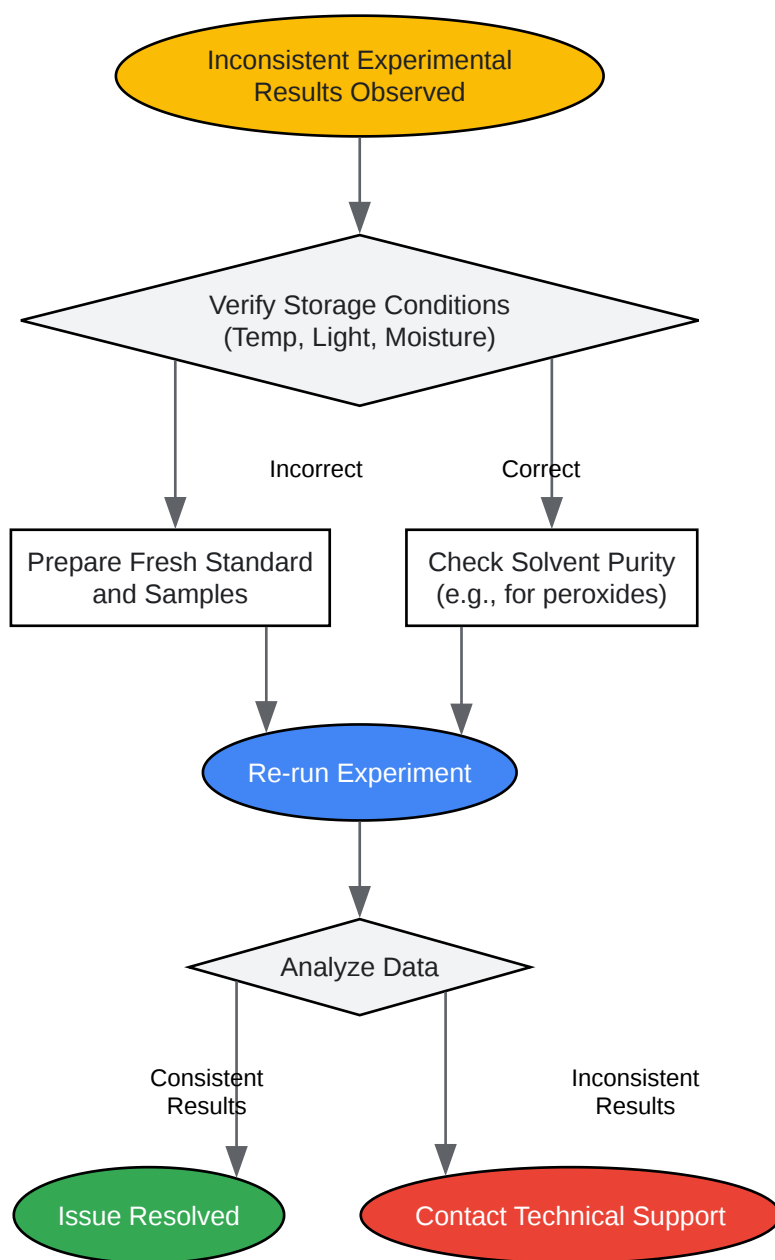 Inconsistent Experimental
Results Observed
Verify Storage Conditions
(Temp, Light, Moisture)
Incorrect
Correct
Prepare Fresh Standard
and Samples
Check Solvent Purity
(e.g., for peroxides)
Re-run Experiment
Analyze Data
Consistent
Results
Inconsistent
Results
Issue Resolved
Contact Technical Support